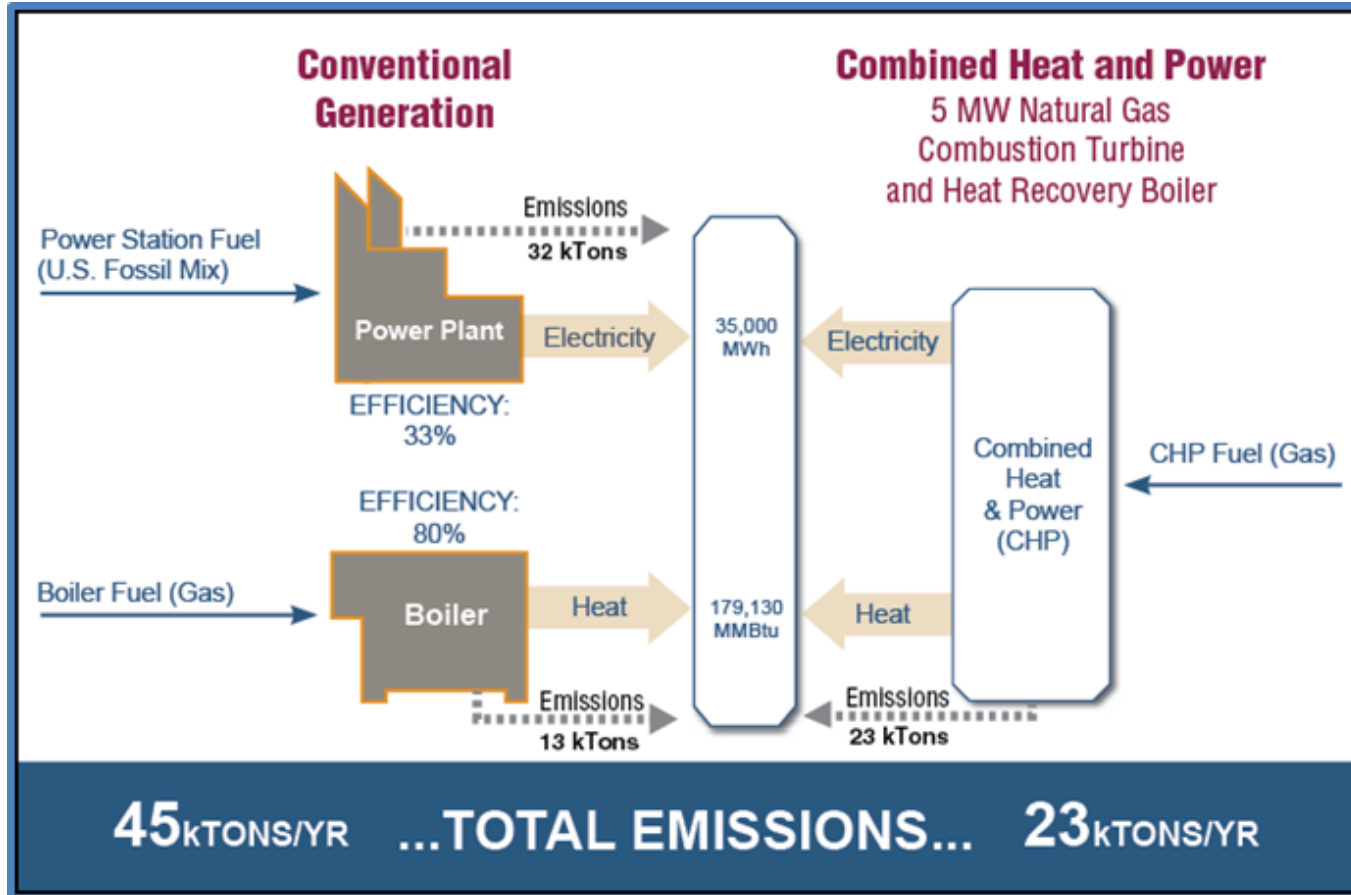 Conventional
Generation
Combined Heat and Power
5 MW Natural Gas
Combustion Turbine
and Heat Recovery Boiler
Power Station Fuel
(U.S. Fossil Mix)
Emissions
32 kTons
Power Plant
Electricity
35,000
MWh
Electricity
EFFICIENCY:
33%
Combined
Heat
& Power
(CHP)
CHP Fuel (Gas)
EFFICIENCY:
80%
Boiler Fuel (Gas)
Boiler
Heat
179,130
MMBtu
Heat
Emissions
13 kTons
Emissions
23 kTons
45kTONS/YR ...TOTAL EMISSIONS... 23kTONS/YR